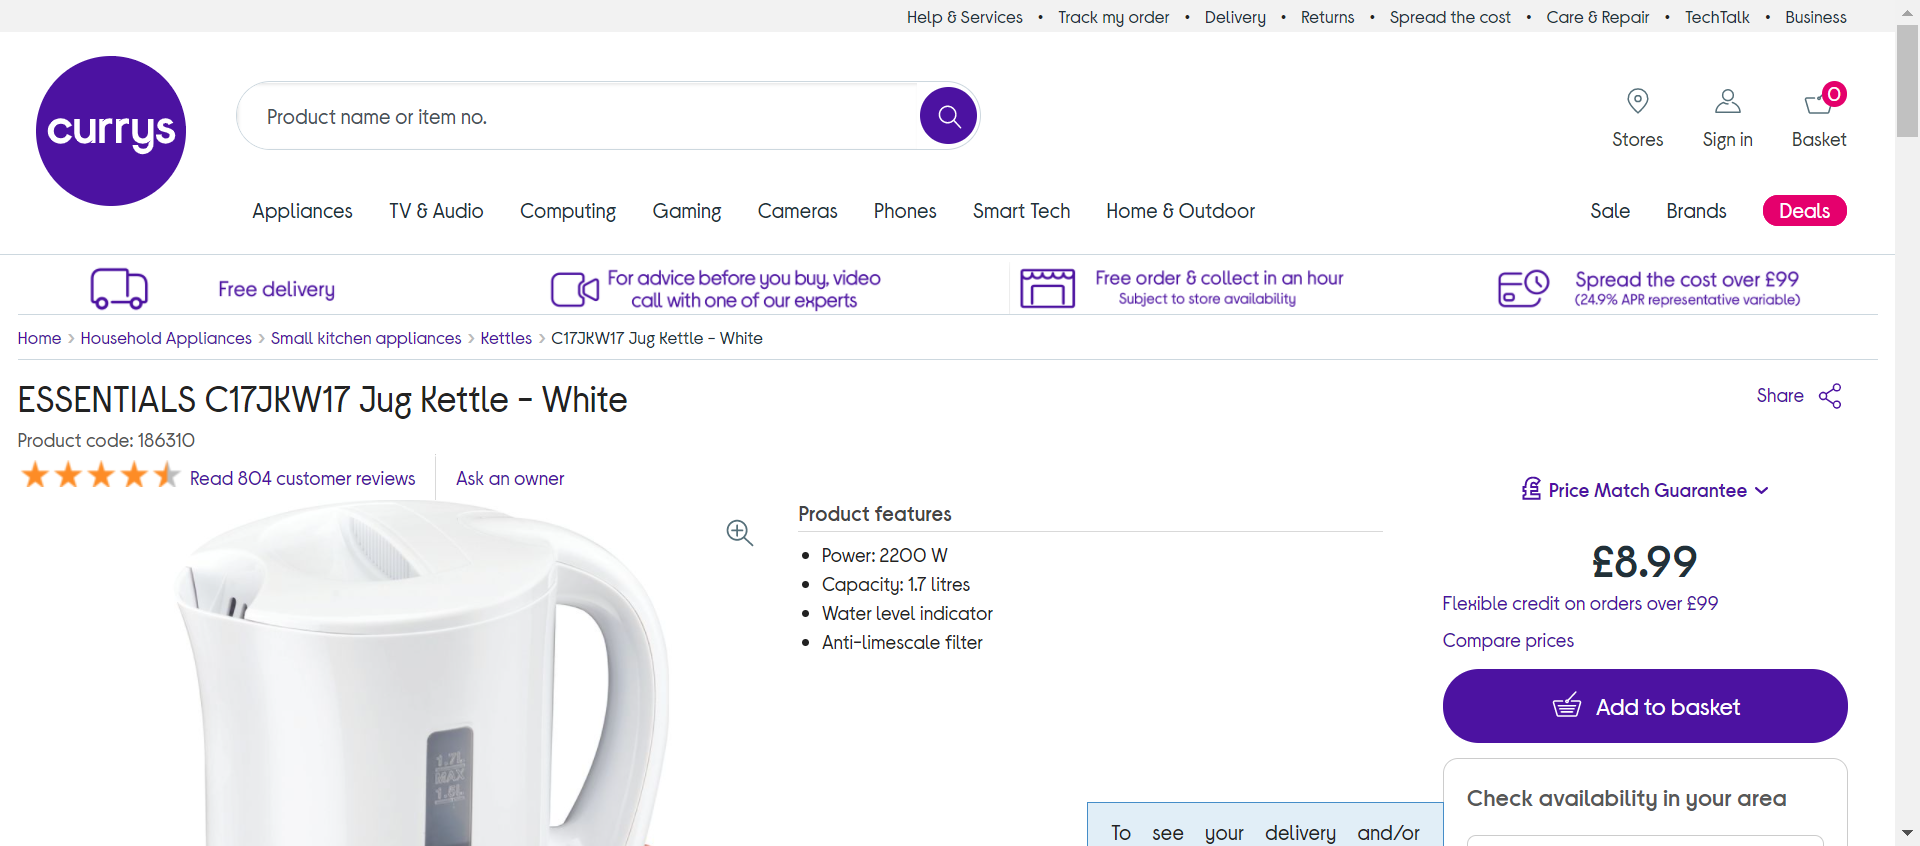 Help & Services • Track my order • Delivery • Returns • Spread the cost • Care & Repair • TechTalk • Business
currys
Product name or item no.
Stores
Sign in
0
Basket
Appliances TV & Audio Computing Gaming Cameras Phones Smart Tech Home & Outdoor Sale Brands Deals
Free delivery
For advice before you buy, video
call with one of our experts
Free order & collect in an hour
Subject to store availability
Spread the cost over £99
(24.9% APR representative variable)
Home > Household Appliances > Small kitchen appliances > Kettles > C17JKW17 Jug Kettle - White
ESSENTIALS C17JKW17 Jug Kettle - White
Share
Product code: 186310
Read 804 customer reviews
Ask an owner
Product features
• Power: 2200 W
• Capacity: 1.7 litres
• Water level indicator
• Anti-limescale filter
1.7L
MAX
1.5L
Price Match Guarantee
£8.99
Flexible credit on orders over £99
Compare prices
Add to basket
Check availability in your area
To see your delivery and/or